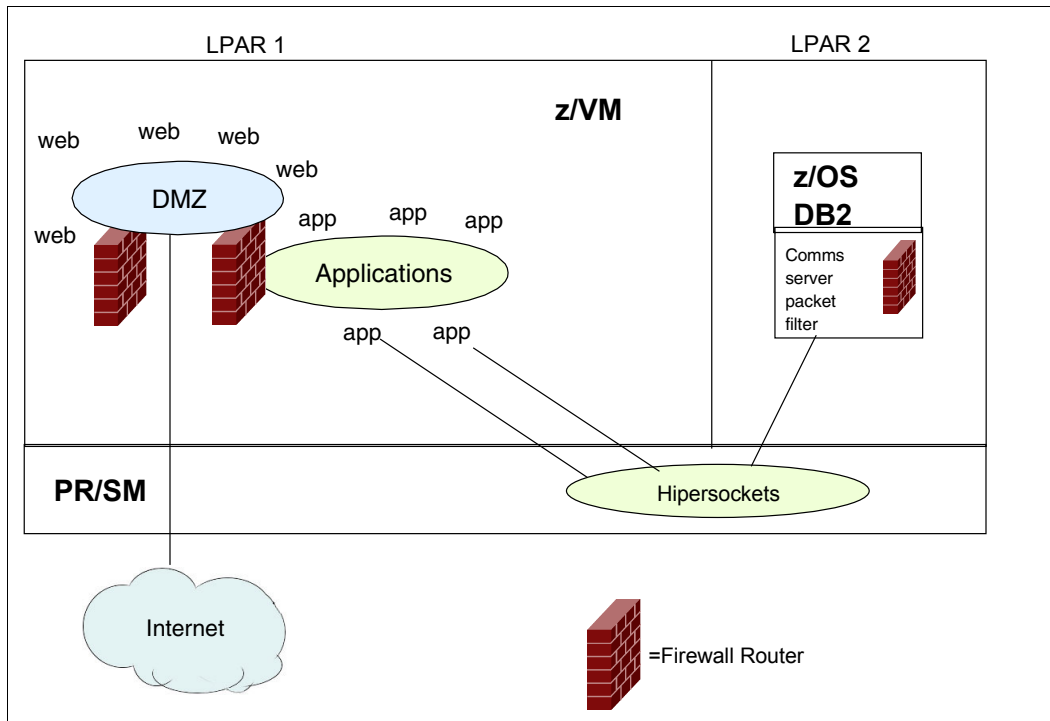 LPAR 1
LPAR 2
z/VM
web
web
web
web
web
DMZ
app
app
app
Applications
app
app
z/OS
DB2
Comms
server
packet
filter
PR/SM
Hipersockets
Internet
=Firewall Router